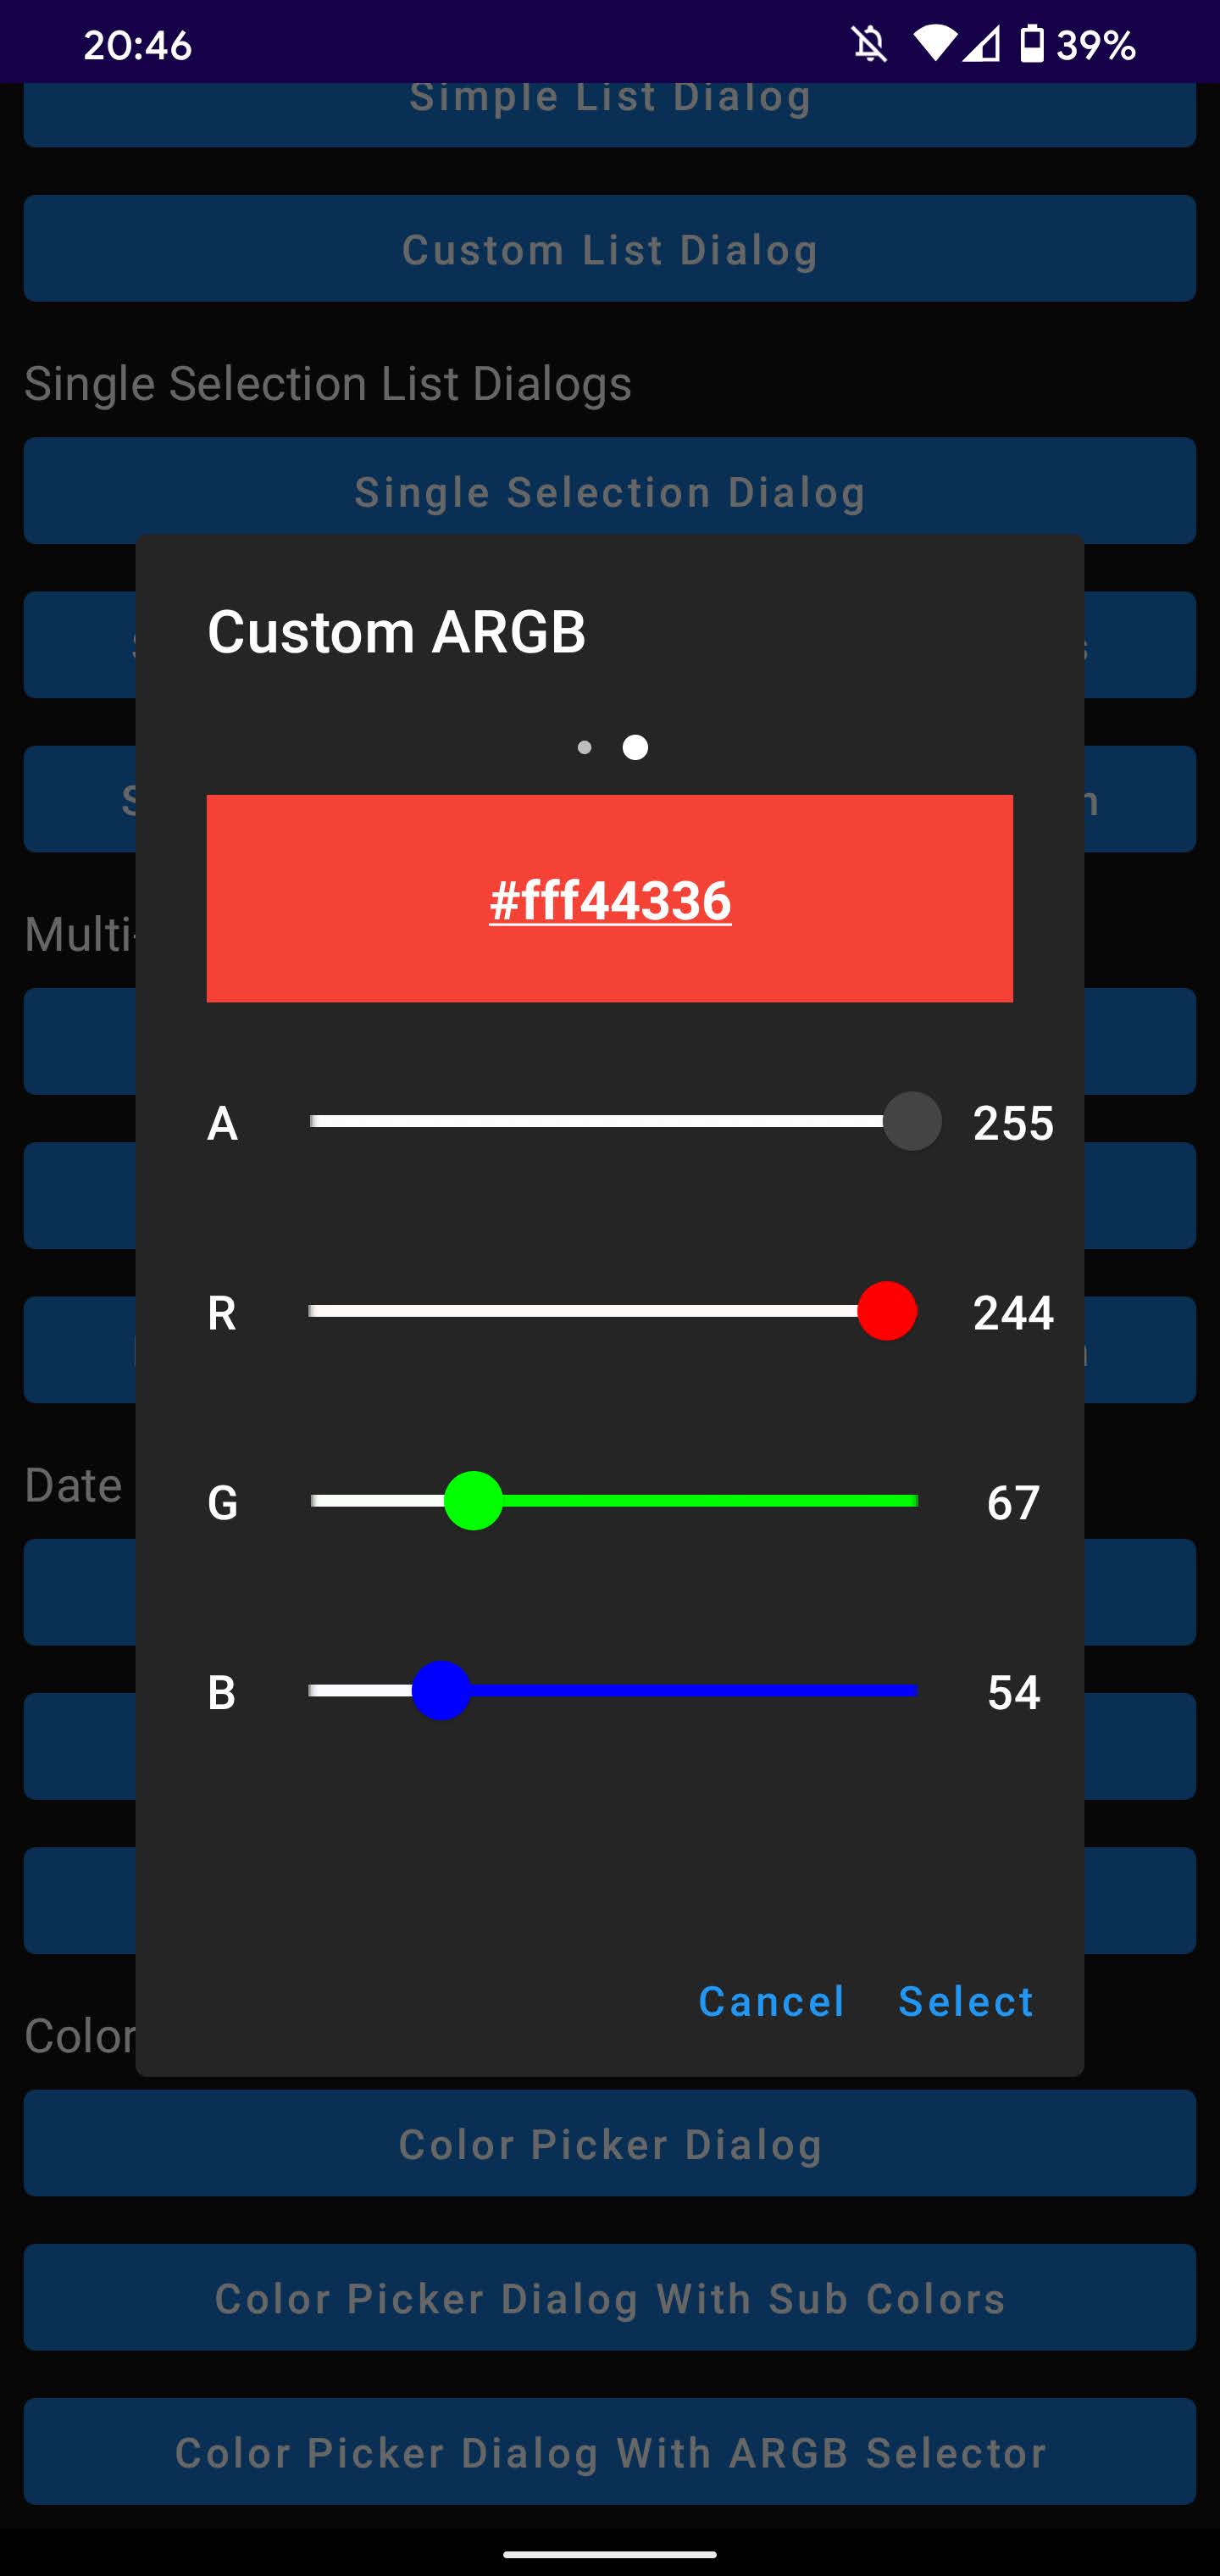 20:46 39%
Simple List Dialog
Custom List Dialog
Single Selection List Dialogs
Single Selection Dialog
Custom ARGB
#fff44336
A 255
R 244
G 67
B 54
Cancel Select
Multi-
Date
Color
Color Picker Dialog
Color Picker Dialog With Sub Colors
Color Picker Dialog With ARGB Selector